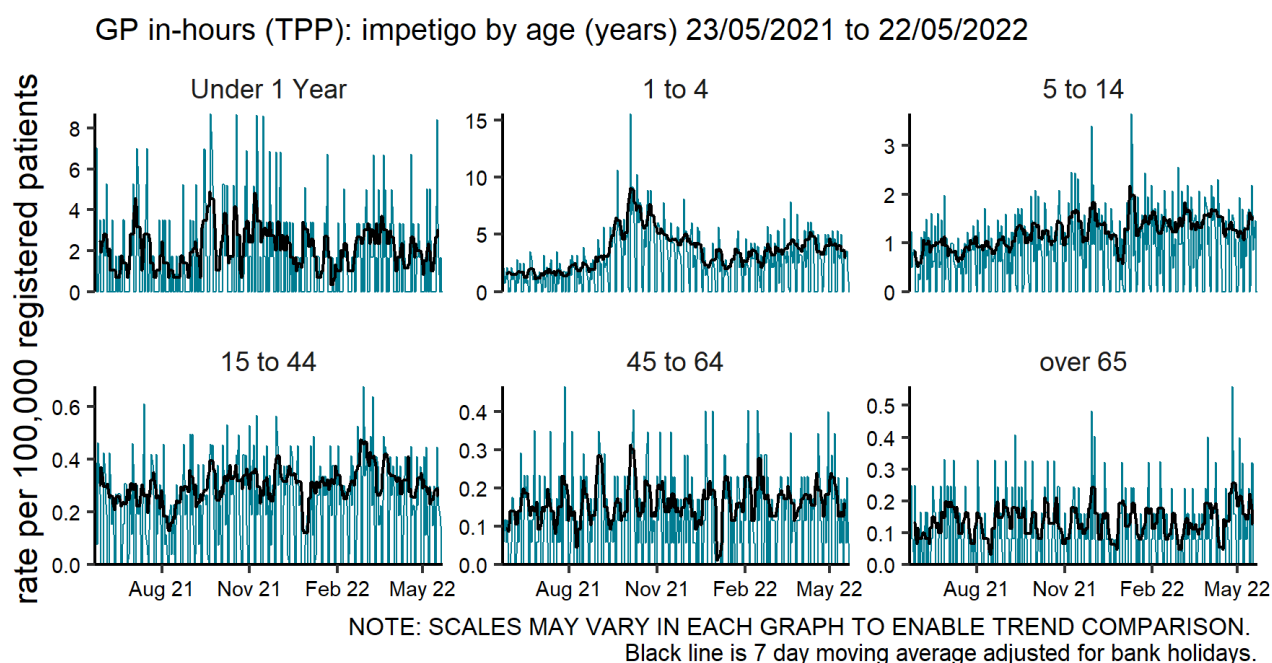 GP in-hours (TPP): impetigo by age (years) 23/05/2021 to 22/05/2022
rate per 100,000 registered patients
Under 1 Year
8
6
4
2
0
1 to 4
15
10
5
0
5 to 14
3
2
1
0
15 to 44
0.6
0.4
0.2
0.0
Aug 21 Nov 21 Feb 22 May 22
45 to 64
0.4
0.3
0.2
0.1
0.0
Aug 21 Nov 21 Feb 22 May 22
over 65
0.5
0.4
0.3
0.2
0.1
0.0
Aug 21 Nov 21 Feb 22 May 22
NOTE: SCALES MAY VARY IN EACH GRAPH TO ENABLE TREND COMPARISON.
Black line is 7 day moving average adjusted for bank holidays.